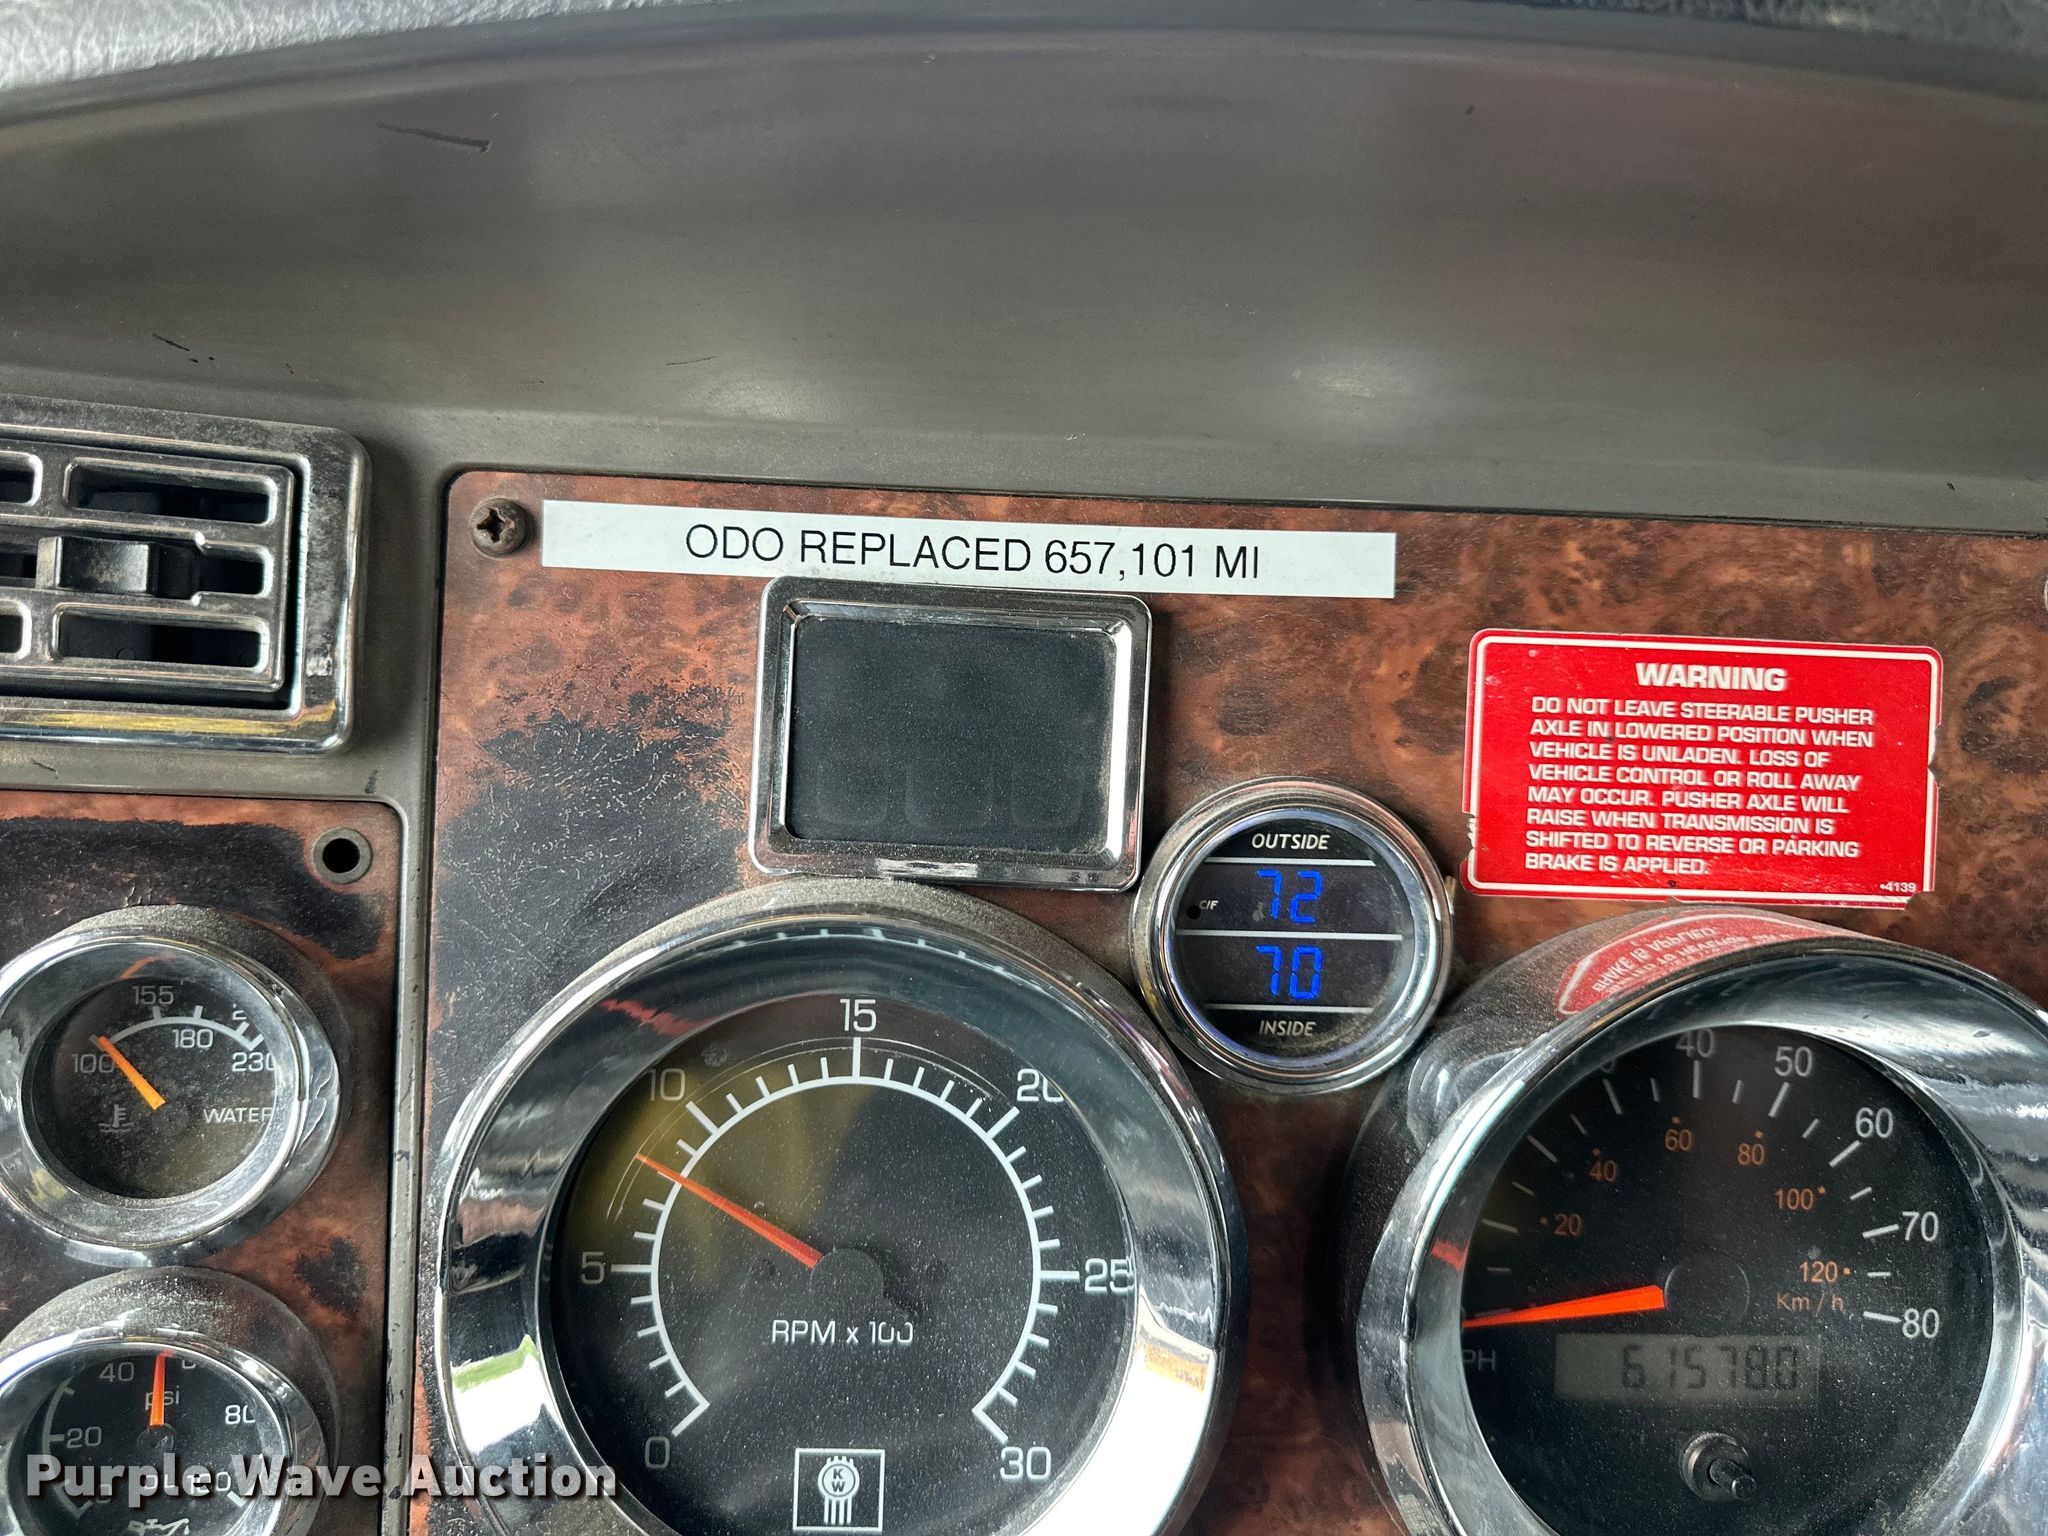 ODO REPLACED 657,101 MI
WARNING
DO NOT LEAVE STEERABLE PUSHER
AXLE IN LOWERED POSITION WHEN
VEHICLE IS UNLADEN. LOSS OF
VEHICLE CONTROL OR ROLL AWAY
MAY OCCUR. PUSHER AXLE WILL
RAISE WHEN TRANSMISSION IS
SHIFTED TO REVERSE OR PARKING
BRAKE IS APPLIED.
•4139
OUTSIDE
C/F
72
70
INSIDE
155
180
100
230
WATER
40
psi
80
20
0
5
10
15
20
25
30
RPM x 100
KW
40
50
60
70
80
20
40
60
80
100
120
Km / h
PH
615780
Purple Wave Auction